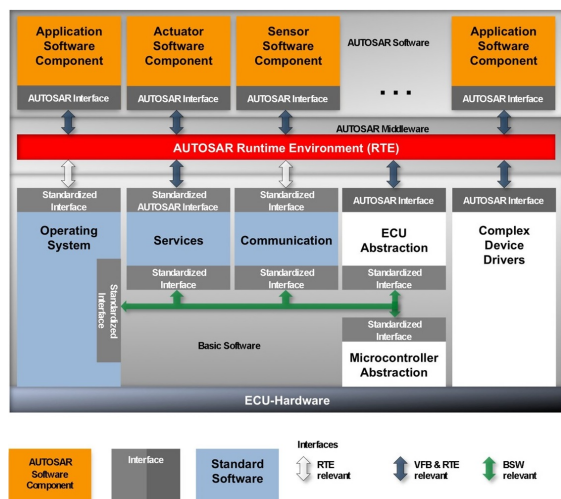 Application
Software
Component
AUTOSAR Interface
Actuator
Software
Component
AUTOSAR Interface
Sensor
Software
Component
AUTOSAR Interface
AUTOSAR Software
...
Application
Software
Component
AUTOSAR Interface
AUTOSAR Middleware
AUTOSAR Runtime Environment (RTE)
Standardized
Interface
Operating
System
Standardized
Interface
Standardized
AUTOSAR Interface
Services
Standardized
Interface
Standardized
Interface
Communication
Standardized
Interface
AUTOSAR Interface
ECU
Abstraction
Standardized
Interface
Standardized
Interface
Microcontroller
Abstraction
AUTOSAR Interface
Complex
Device
Drivers
Basic Software
ECU-Hardware
AUTOSAR
Software
Component
Interface
Standard
Software
Interfaces
RTE
relevant
VFB & RTE
relevant
BSW
relevant